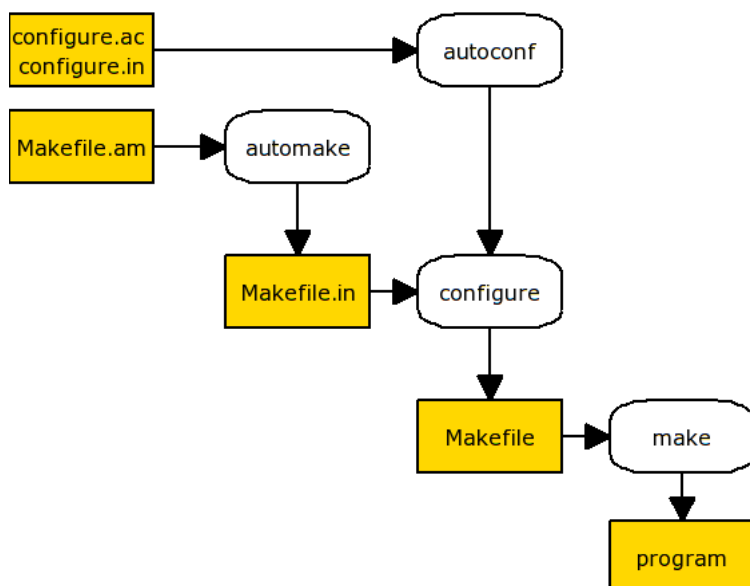 configure.ac
configure.in
autoconf
Makefile.am
automake
Makefile.in
configure
Makefile
make
program